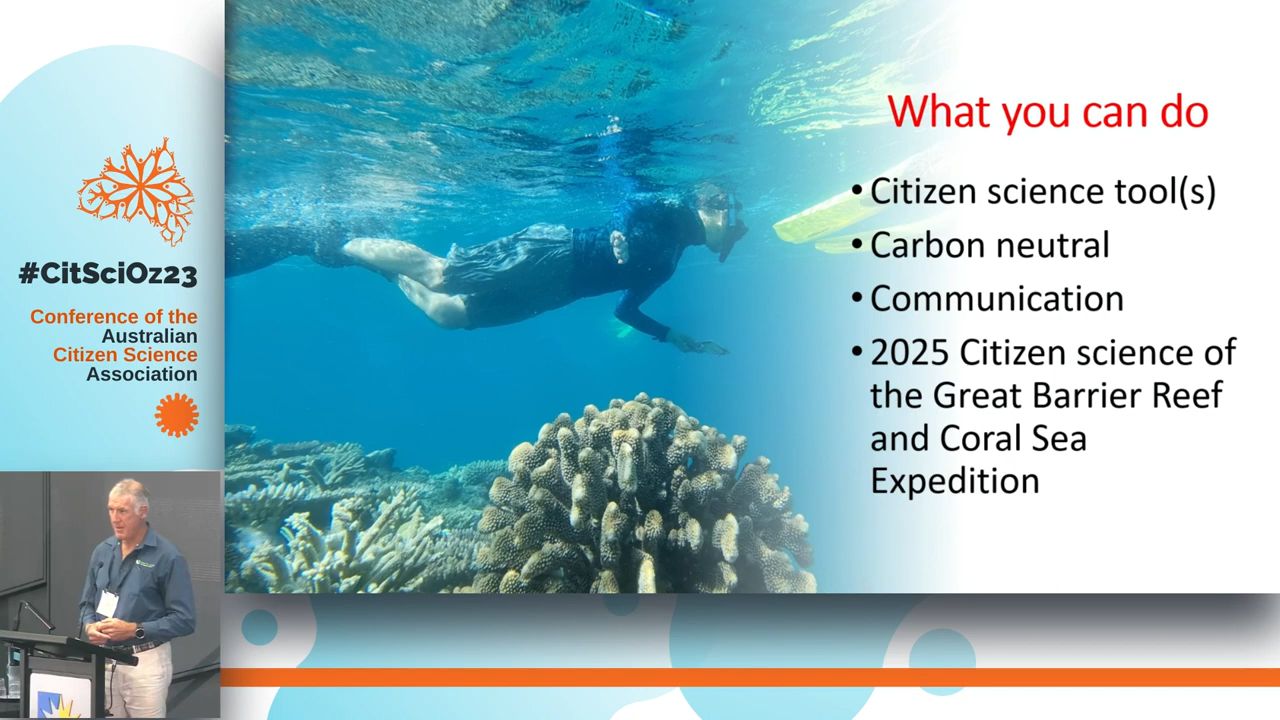 #CitSciOz23
Conference of the
Australian
Citizen Science
Association
What you can do
• Citizen science tool(s)
• Carbon neutral
• Communication
• 2025 Citizen science of
the Great Barrier Reef
and Coral Sea
Expedition